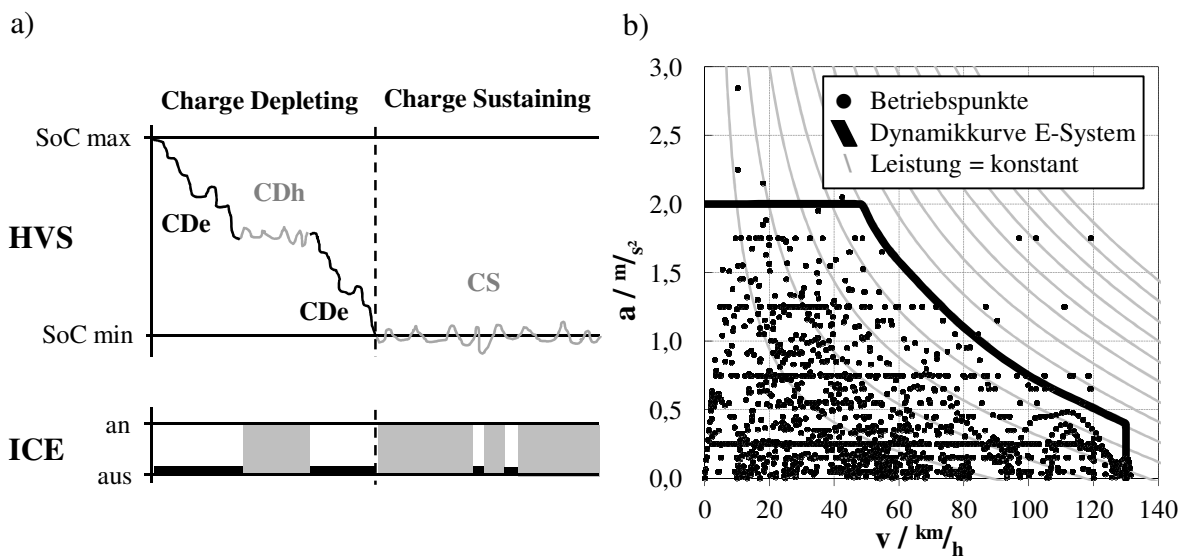 a)
Charge Depleting
Charge Sustaining
SoC max
CDh
CDe
HVS
CS
CDe
SoC min
an
ICE
aus
b)
3,0
2,5
2,0
1,5
1,0
0,5
0,0
a / m/s²
Betriebspunkte
Dynamikkurve E-System
Leistung = konstant
0 20 40 60 80 100 120 140
v / km/h